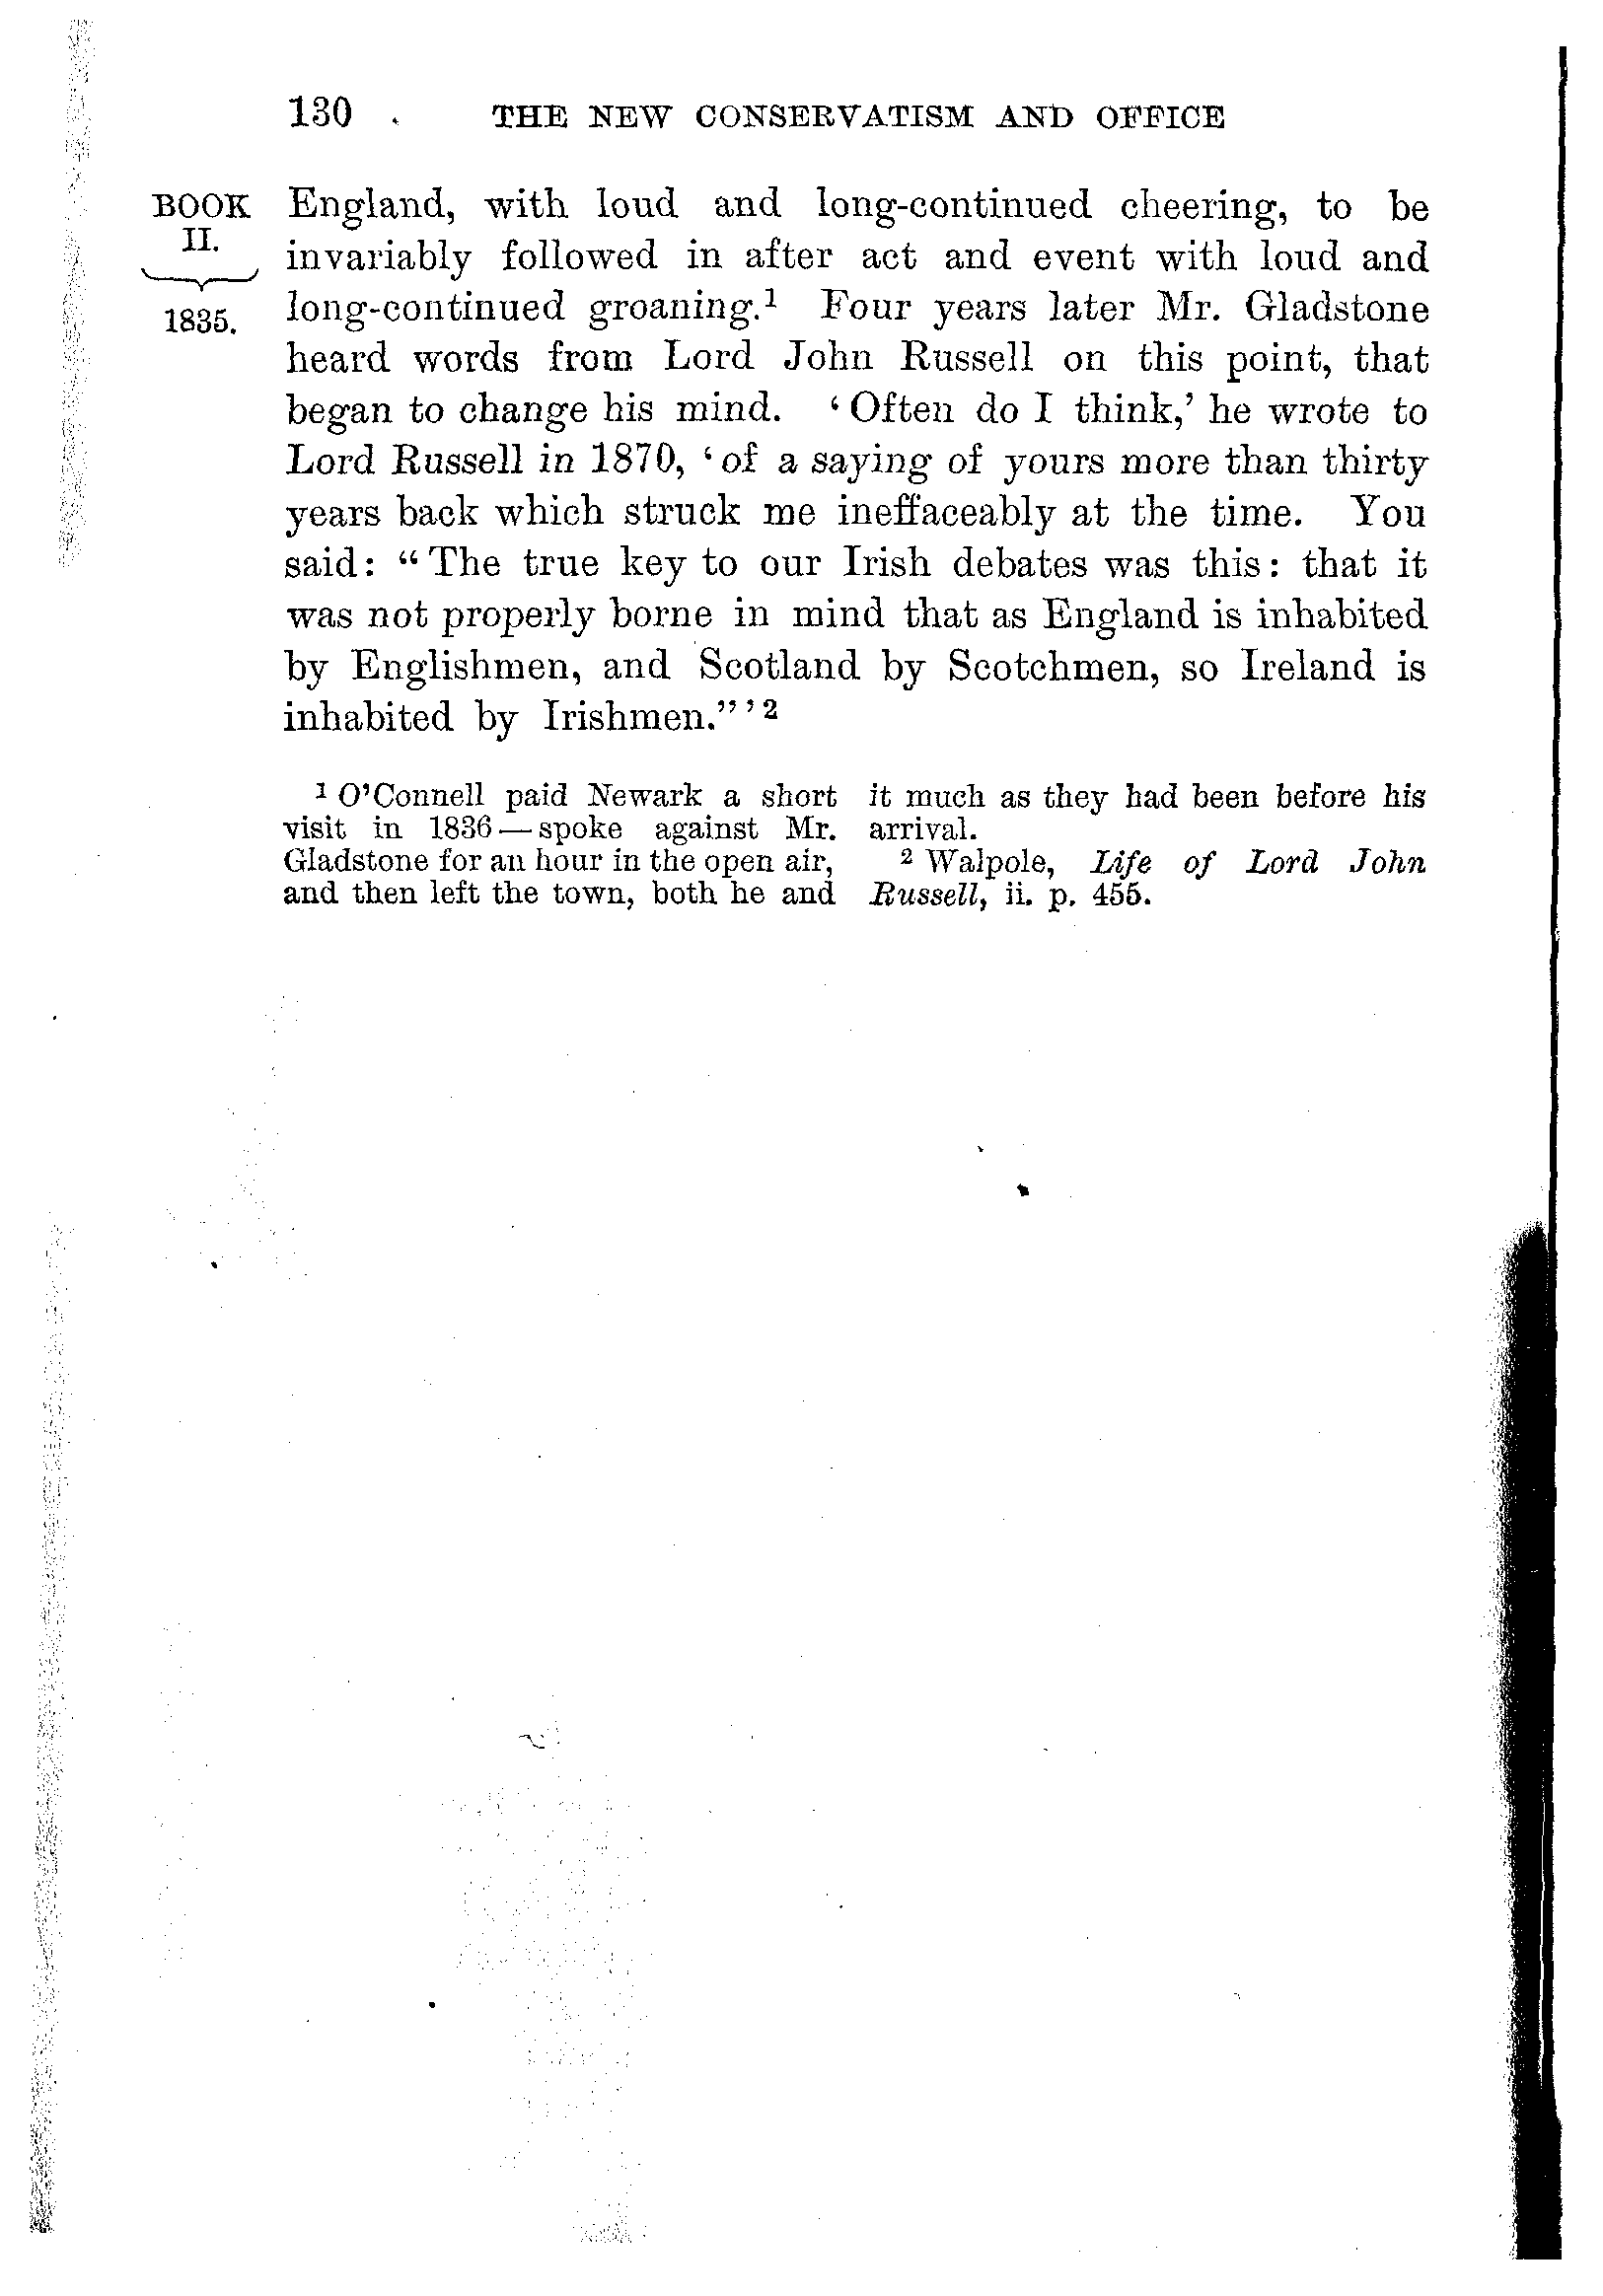 130 THE NEW CONSERVATISM AND OFFICE
BOOK
II.
1835.
England, with loud and long-continued cheering, to be
invariably followed in after act and event with loud and
long-continued groaning.¹ Four years later Mr. Gladstone
heard words from Lord John Russell on this point, that
began to change his mind. ‘Often do I think,’ he wrote to
Lord Russell in 1870, ‘of a saying of yours more than thirty
years back which struck me ineffaceably at the time. You
said: “The true key to our Irish debates was this: that it
was not properly borne in mind that as England is inhabited
by Englishmen, and Scotland by Scotchmen, so Ireland is
inhabited by Irishmen.”’²
¹ O’Connell paid Newark a short
visit in 1836—spoke against Mr.
Gladstone for an hour in the open air,
and then left the town, both he and
it much as they had been before his
arrival.
² Walpole, Life of Lord John
Russell, ii. p. 455.